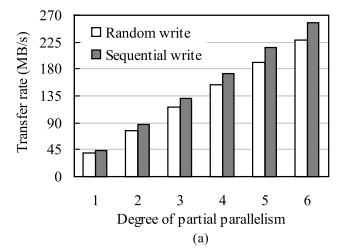 270
225
180
135
90
45
0
Transfer rate (MB/s)
Random write
Sequential write
1 2 3 4 5 6
Degree of partial parallelism
(a)